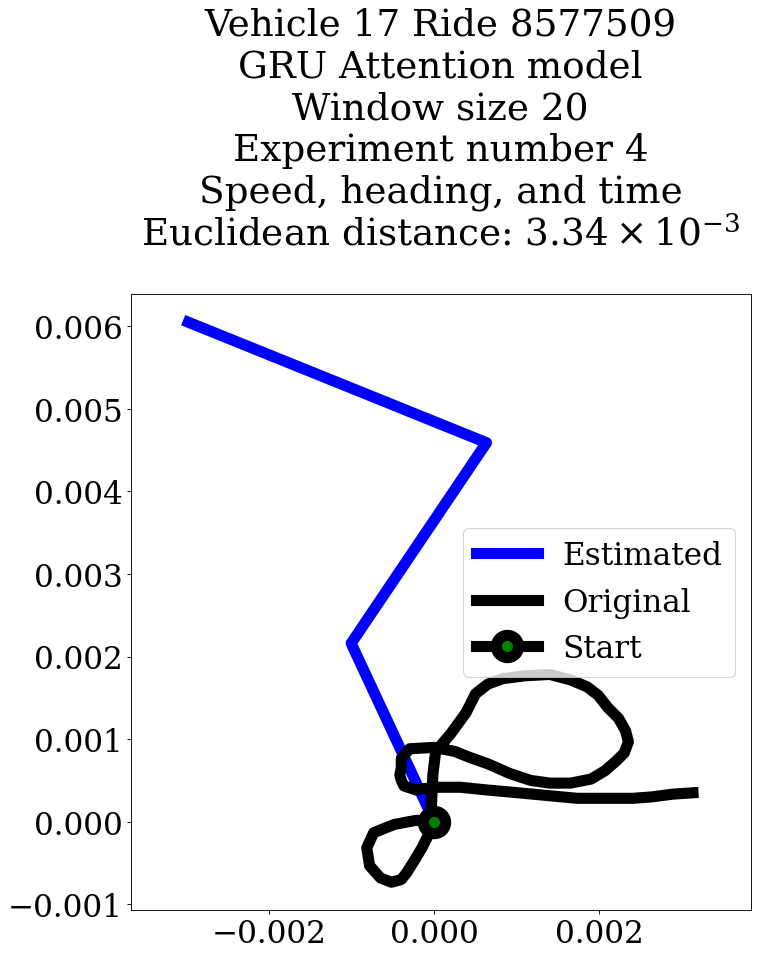 Vehicle 17 Ride 8577509
GRU Attention model
Window size 20
Experiment number 4
Speed, heading, and time
Euclidean distance: 3.34 × 10⁻³
0.006
0.005
0.004
0.003
0.002
0.001
0.000
−0.001
Estimated
Original
Start
−0.002 0.000 0.002